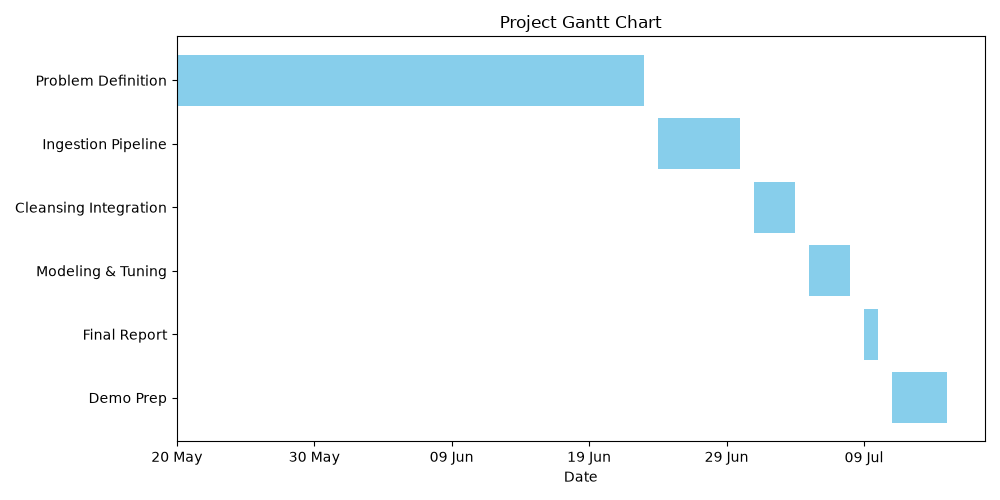 Project Gantt Chart
Problem Definition
Ingestion Pipeline
Cleansing Integration
Modeling & Tuning
Final Report
Demo Prep
20 May 30 May 09 Jun 19 Jun 29 Jun 09 Jul
Date